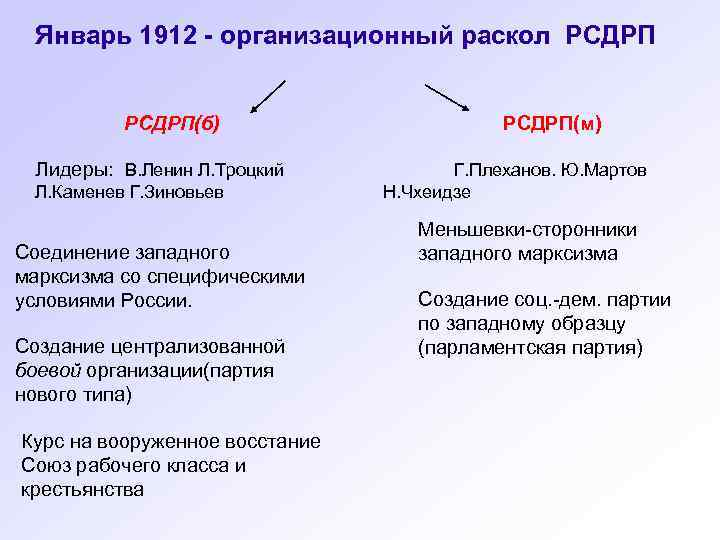 Январь 1912 - организационный раскол РСДРП
РСДРП(б)
Лидеры: В.Ленин Л.Троцкий
Л.Каменев Г.Зиновьев
Соединение западного
марксизма со специфическими
условиями России.
Создание централизованной
боевой организации(партия
нового типа)
Курс на вооруженное восстание
Союз рабочего класса и
крестьянства
РСДРП(м)
Г.Плеханов. Ю.Мартов
Н.Чхеидзе
Меньшевки-сторонники
западного марксизма
Создание соц. -дем. партии
по западному образцу
(парламентская партия)